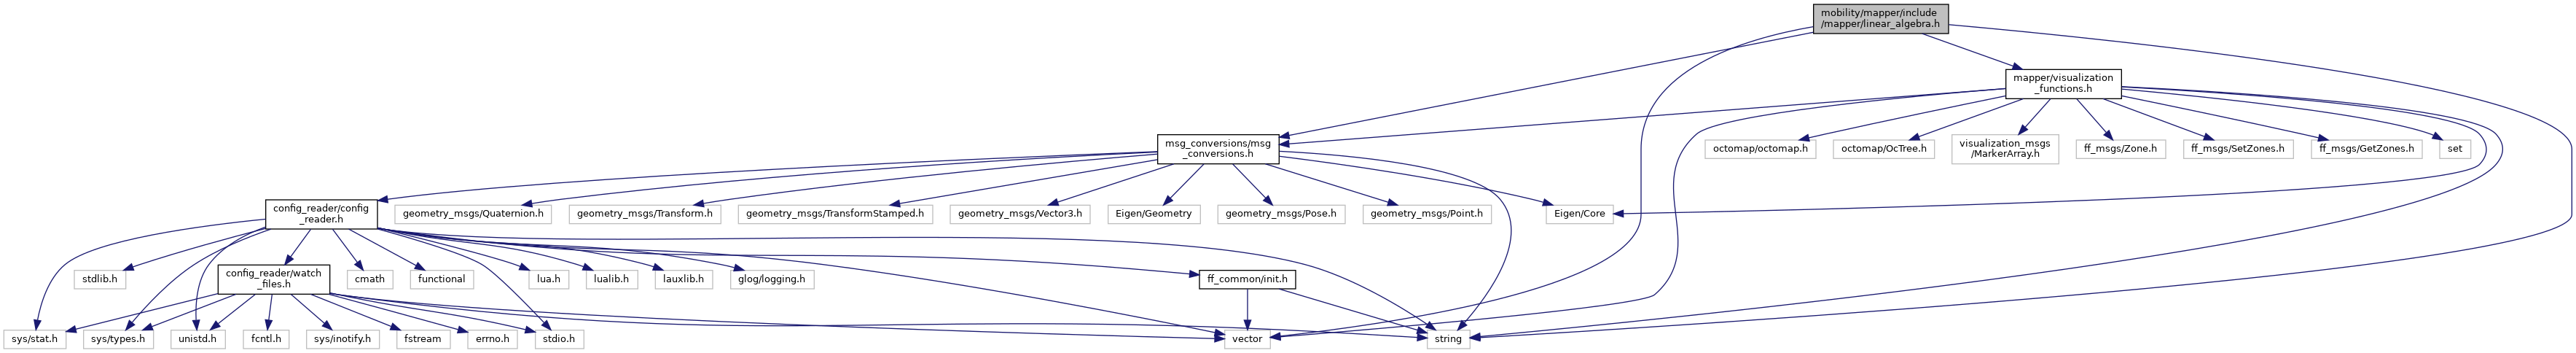 mobility/mapper/include
/mapper/linear_algebra.h
mapper/visualization
_functions.h
msg_conversions/msg
_conversions.h
octomap/octomap.h
octomap/OcTree.h
visualization_msgs
/MarkerArray.h
ff_msgs/Zone.h
ff_msgs/SetZones.h
ff_msgs/GetZones.h
set
config_reader/config
_reader.h
geometry_msgs/Quaternion.h
geometry_msgs/Transform.h
geometry_msgs/TransformStamped.h
geometry_msgs/Vector3.h
Eigen/Geometry
geometry_msgs/Pose.h
geometry_msgs/Point.h
Eigen/Core
stdlib.h
config_reader/watch
_files.h
cmath
functional
lua.h
lualib.h
lauxlib.h
glog/logging.h
ff_common/init.h
sys/stat.h
sys/types.h
unistd.h
fcntl.h
sys/inotify.h
fstream
errno.h
stdio.h
vector
string